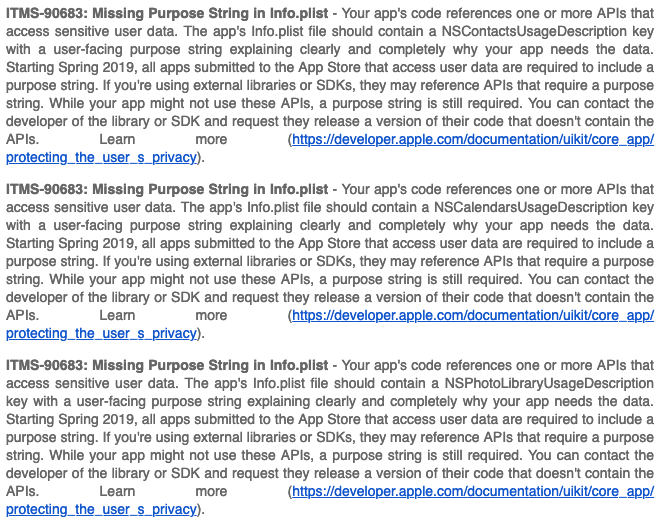 ITMS-90683: Missing Purpose String in Info.plist - Your app's code references one or more APIs that
access sensitive user data. The app's Info.plist file should contain a NSContactsUsageDescription key
with a user-facing purpose string explaining clearly and completely why your app needs the data.
Starting Spring 2019, all apps submitted to the App Store that access user data are required to include a
purpose string. If you're using external libraries or SDKs, they may reference APIs that require a purpose
string. While your app might not use these APIs, a purpose string is still required. You can contact the
developer of the library or SDK and request they release a version of their code that doesn't contain the
APIs. Learn more (https://developer.apple.com/documentation/uikit/core_app/
protecting_the_user_s_privacy).
ITMS-90683: Missing Purpose String in Info.plist - Your app's code references one or more APIs that
access sensitive user data. The app's Info.plist file should contain a NSCalendarsUsageDescription key
with a user-facing purpose string explaining clearly and completely why your app needs the data.
Starting Spring 2019, all apps submitted to the App Store that access user data are required to include a
purpose string. If you're using external libraries or SDKs, they may reference APIs that require a purpose
string. While your app might not use these APIs, a purpose string is still required. You can contact the
developer of the library or SDK and request they release a version of their code that doesn't contain the
APIs. Learn more (https://developer.apple.com/documentation/uikit/core_app/
protecting_the_user_s_privacy).
ITMS-90683: Missing Purpose String in Info.plist - Your app's code references one or more APIs that
access sensitive user data. The app's Info.plist file should contain a NSPhotoLibraryUsageDescription
key with a user-facing purpose string explaining clearly and completely why your app needs the data.
Starting Spring 2019, all apps submitted to the App Store that access user data are required to include a
purpose string. If you're using external libraries or SDKs, they may reference APIs that require a purpose
string. While your app might not use these APIs, a purpose string is still required. You can contact the
developer of the library or SDK and request they release a version of their code that doesn't contain the
APIs. Learn more (https://developer.apple.com/documentation/uikit/core_app/
protecting_the_user_s_privacy).